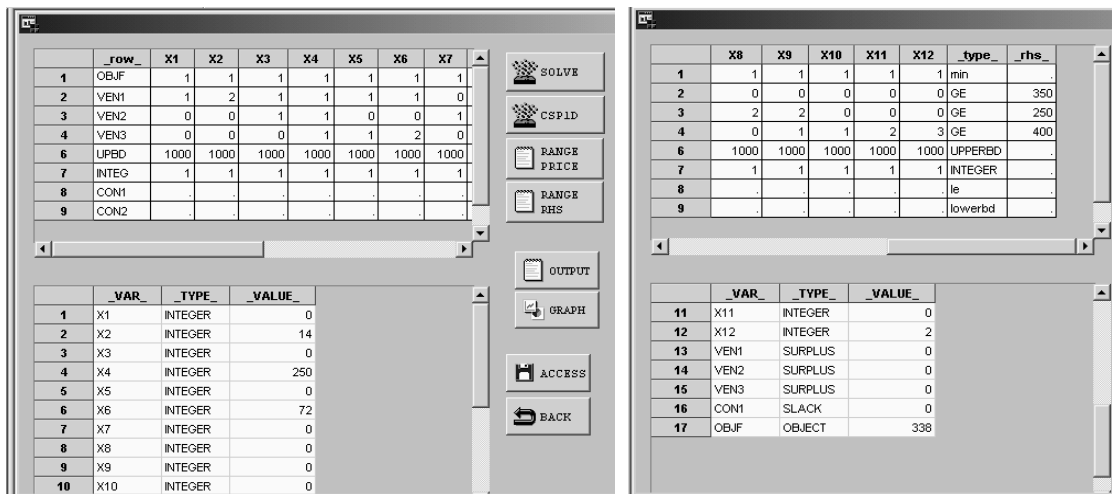 _row_ X1 X2 X3 X4 X5 X6 X7
1 OBJF 1 1 1 1 1 1 1
2 VEN1 1 2 1 1 1 1 0
3 VEN2 0 0 1 1 0 0 1
4 VEN3 0 0 0 1 1 2 0
6 UPBD 1000 1000 1000 1000 1000 1000 1000
7 INTEG 1 1 1 1 1 1 1
8 CON1 . . . . . . .
9 CON2 . . . . . . .
SOLVE
CSP1D
RANGE
PRICE
RANGE
RHS
OUTPUT
GRAPH
ACCESS
BACK
_VAR_ _TYPE_ _VALUE_
1 X1 INTEGER 0
2 X2 INTEGER 14
3 X3 INTEGER 0
4 X4 INTEGER 250
5 X5 INTEGER 0
6 X6 INTEGER 72
7 X7 INTEGER 0
8 X8 INTEGER 0
9 X9 INTEGER 0
10 X10 INTEGER 0
X8 X9 X10 X11 X12 _type_ _rhs_
1 1 1 1 1 1 min .
2 0 0 0 0 0 GE 350
3 2 2 0 0 0 GE 250
4 0 1 1 2 3 GE 400
6 1000 1000 1000 1000 1000 UPPERBD .
7 1 1 1 1 1 INTEGER .
8 . . . . . le .
9 . . . . . lowerbd .
_VAR_ _TYPE_ _VALUE_
11 X11 INTEGER 0
12 X12 INTEGER 2
13 VEN1 SURPLUS 0
14 VEN2 SURPLUS 0
15 VEN3 SURPLUS 0
16 CON1 SLACK 0
17 OBJF OBJECT 338